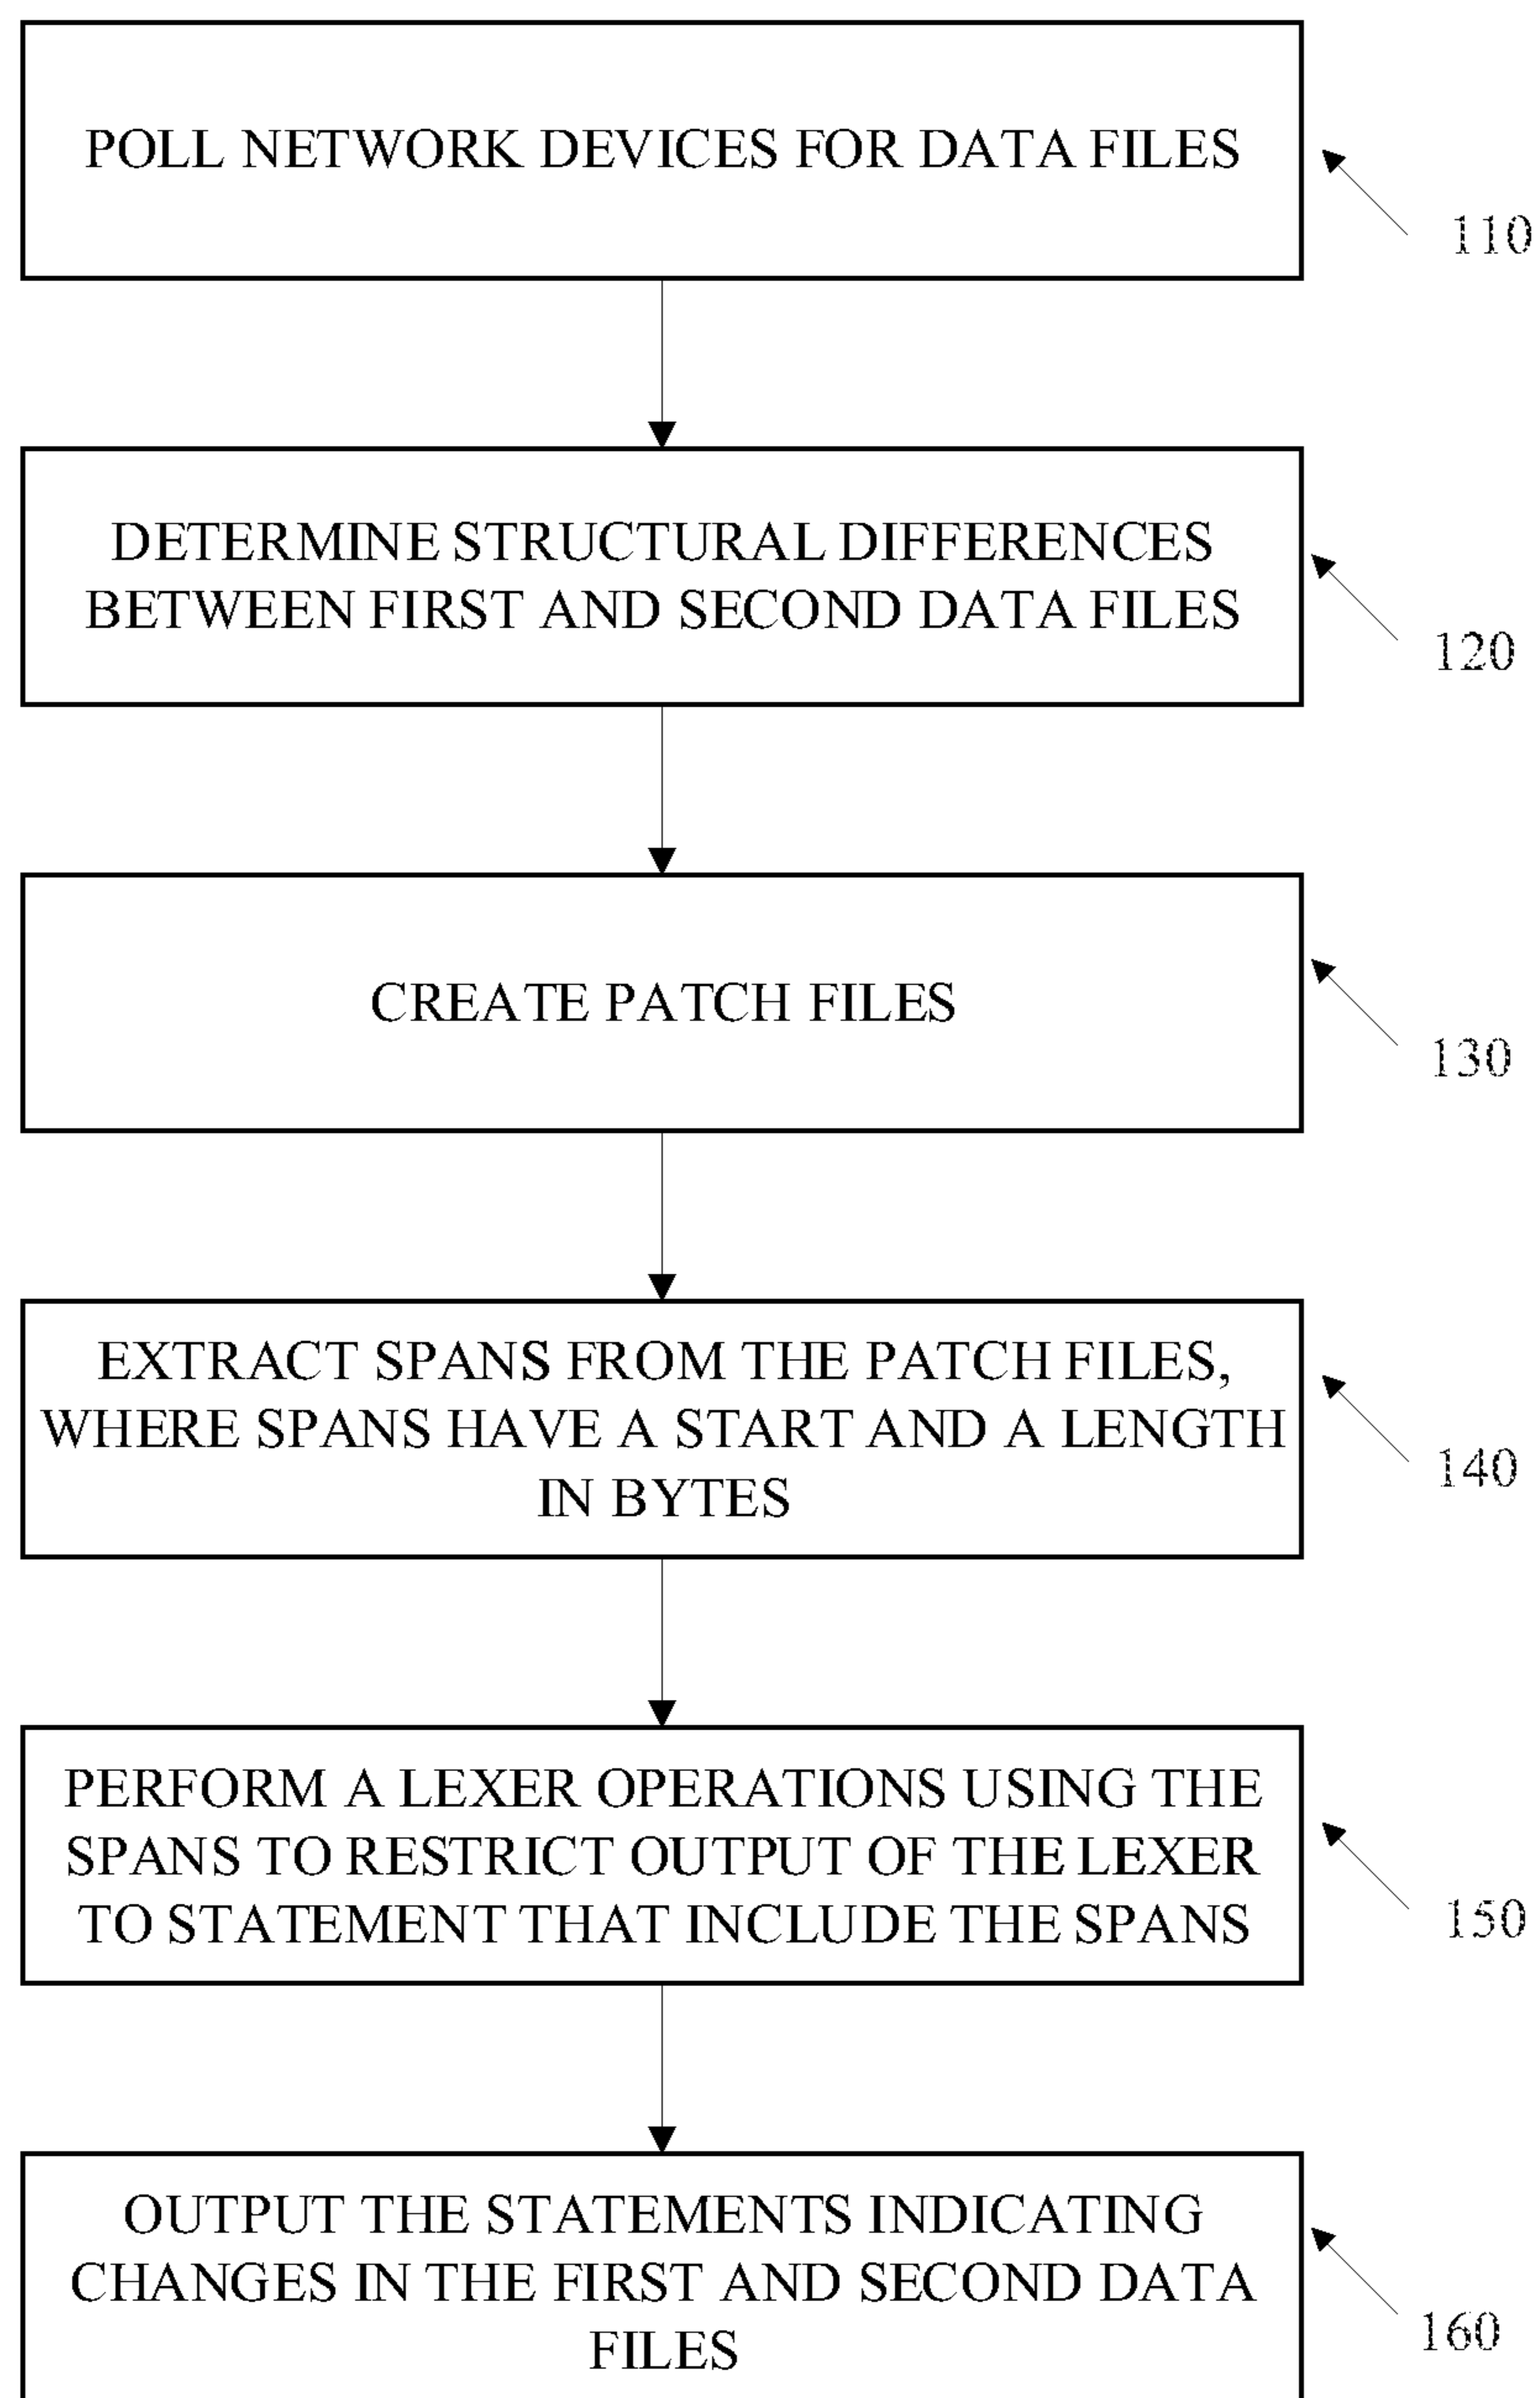 POLL NETWORK DEVICES FOR DATA FILES
110
DETERMINE STRUCTURAL DIFFERENCES
BETWEEN FIRST AND SECOND DATA FILES
120
CREATE PATCH FILES
130
EXTRACT SPANS FROM THE PATCH FILES,
WHERE SPANS HAVE A START AND A LENGTH
IN BYTES
140
PERFORM A LEXER OPERATIONS USING THE
SPANS TO RESTRICT OUTPUT OF THE LEXER
TO STATEMENT THAT INCLUDE THE SPANS
150
OUTPUT THE STATEMENTS INDICATING
CHANGES IN THE FIRST AND SECOND DATA
FILES
160